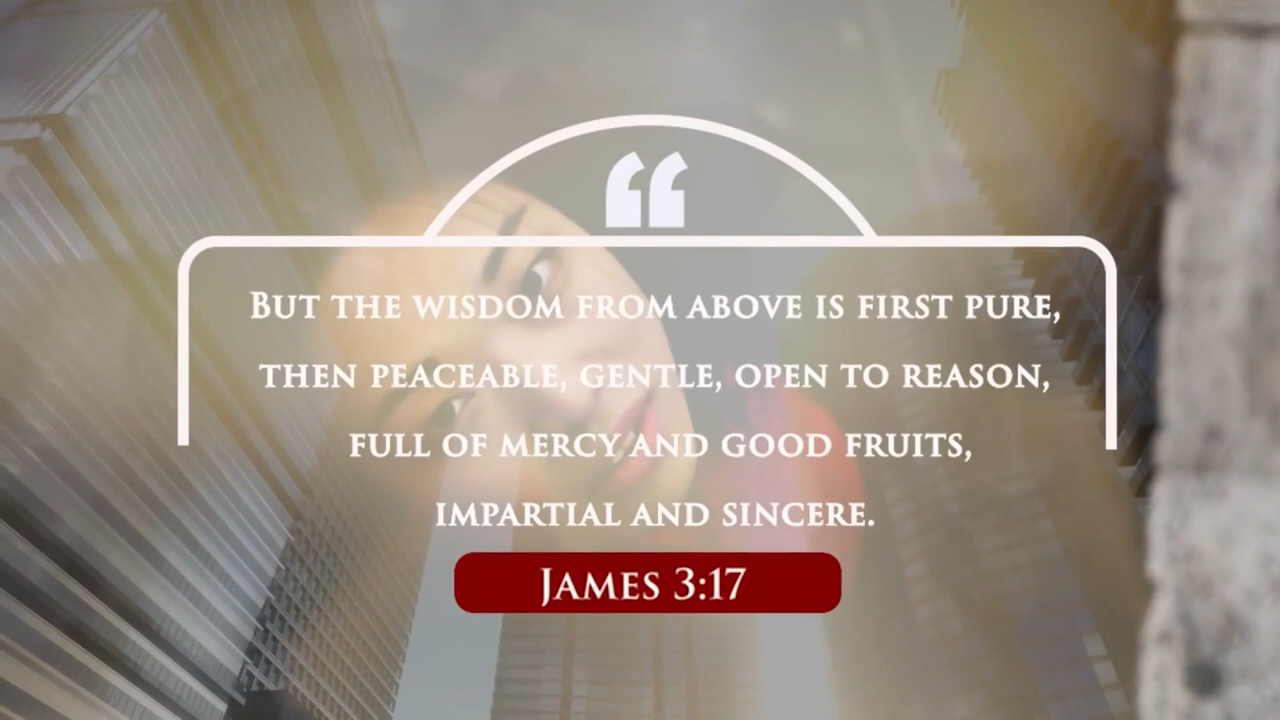 “
But the wisdom from above is first pure,
then peaceable, gentle, open to reason,
full of mercy and good fruits,
impartial and sincere.
James 3:17